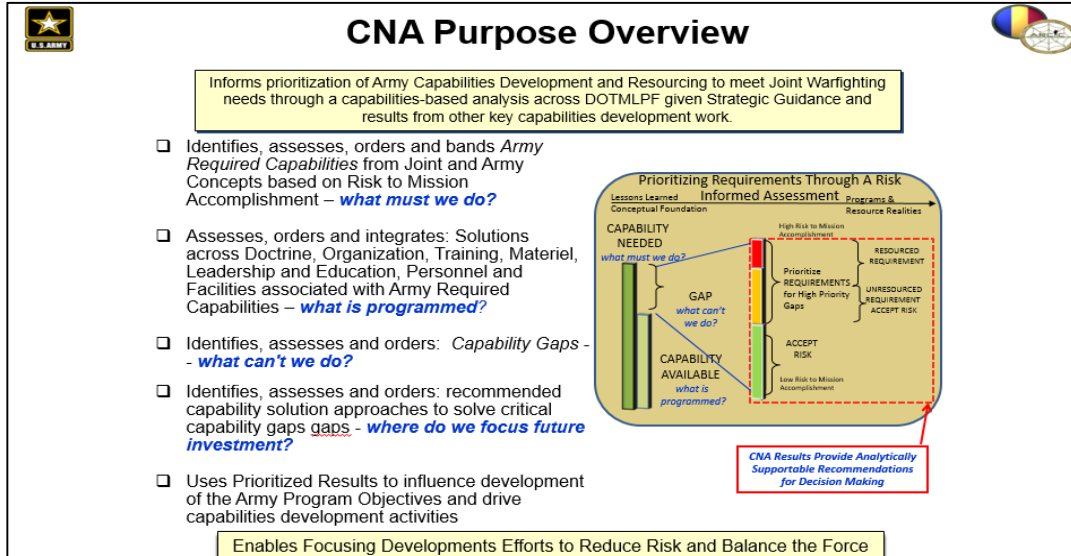 U.S.ARMY
CNA Purpose Overview
ARCIC
Informs prioritization of Army Capabilities Development and Resourcing to meet Joint Warfighting
needs through a capabilities-based analysis across DOTMLPF given Strategic Guidance and
results from other key capabilities development work.
Identifies, assesses, orders and bands Army
Required Capabilities from Joint and Army
Concepts based on Risk to Mission
Accomplishment – what must we do?
Assesses, orders and integrates: Solutions
across Doctrine, Organization, Training, Materiel,
Leadership and Education, Personnel and
Facilities associated with Army Required
Capabilities – what is programmed?
Identifies, assesses and orders: Capability Gaps -
- what can't we do?
Identifies, assesses and orders: recommended
capability solution approaches to solve critical
capability gaps gaps - where do we focus future
investment?
Uses Prioritized Results to influence development
of the Army Program Objectives and drive
capabilities development activities
Prioritizing Requirements Through A Risk
Informed Assessment
Lessons Learned
Conceptual Foundation
Programs &
Resource Realities
CAPABILITY
NEEDED
what must we do?
GAP
what can't
we do?
CAPABILITY
AVAILABLE
what is
programmed?
High Risk to Mission
Accomplishment
Prioritize
REQUIREMENTS
for High Priority
Gaps
RESOURCED
REQUIREMENT
UNRESOURCED
REQUIREMENT
ACCEPT RISK
ACCEPT
RISK
Low Risk to Mission
Accomplishment
CNA Results Provide Analytically
Supportable Recommendations
for Decision Making
Enables Focusing Developments Efforts to Reduce Risk and Balance the Force